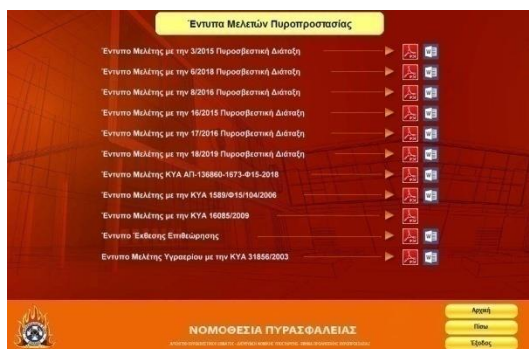 Έντυπα Μελετών Πυροπροστασίας
Έντυπο Μελέτης με την 3/2015 Πυροσβεστική Διάταξη
Έντυπο Μελέτης με την 6/2018 Πυροσβεστική Διάταξη
Έντυπο Μελέτης με την 8/2016 Πυροσβεστική Διάταξη
Έντυπο Μελέτης με την 16/2015 Πυροσβεστική Διάταξη
Έντυπο Μελέτης με την 17/2016 Πυροσβεστική Διάταξη
Έντυπο Μελέτης με την 18/2019 Πυροσβεστική Διάταξη
Έντυπο Μελέτης ΚΥΑ ΑΠ-136860-1673-Φ15-2018
Έντυπο Μελέτης με την ΚΥΑ 1589/Φ15/104/2006
Έντυπο Μελέτης με την ΚΥΑ 16085/2009
Έντυπο Έκθεσης Επιθεώρησης
Εντυπο Μελέτης Υγραερίου με την ΚΥΑ 31856/2003
Αρχική
ΝΟΜΟΘΕΣΙΑ ΠΥΡΑΣΦΑΛΕΙΑΣ
Πίσω
Έξοδος